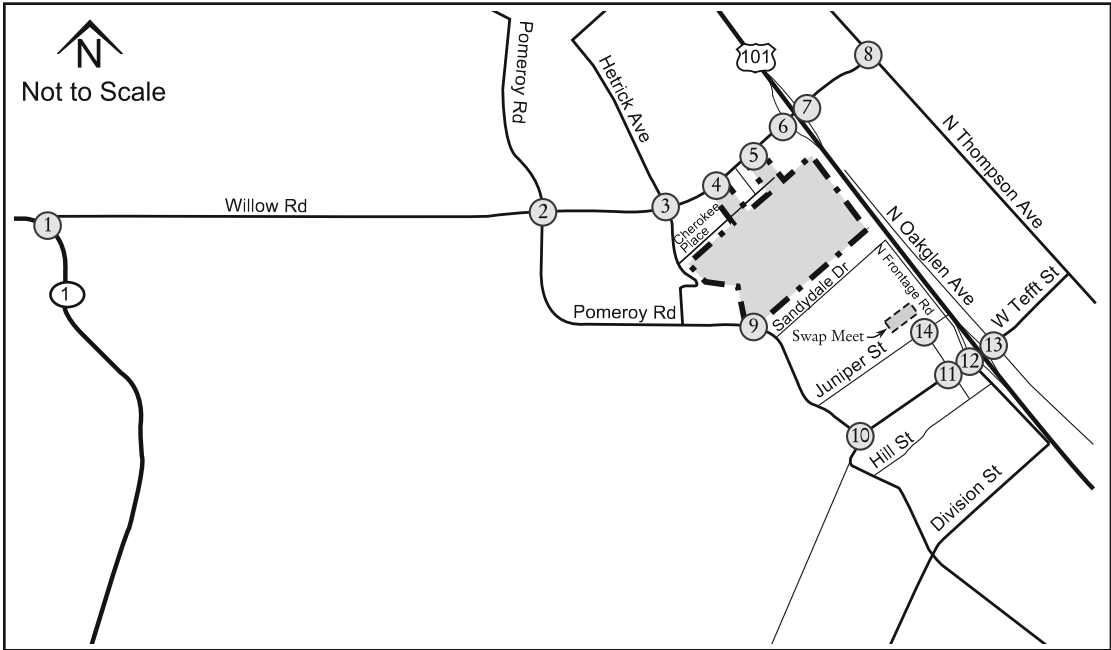 N
Not to Scale
Pomeroy Rd
Hetrick Ave
101
8
7
6
5
4
3
2
1
Willow Rd
N Thompson Ave
Cherokee
Place
1
N Oakglen Ave
N Frontage Rd
Sandydale Dr
W Tefft St
Pomeroy Rd
9
Swap Meet
14
13
12
11
Juniper St
10
Hill St
Division St